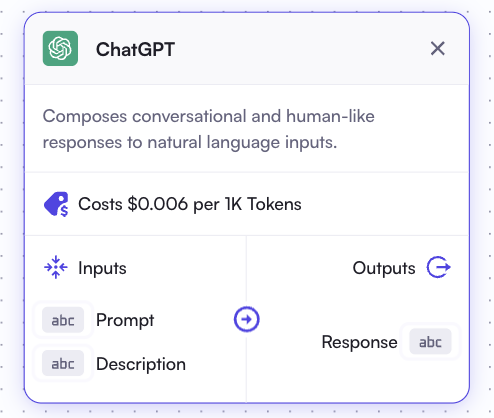 ChatGPT
Composes conversational and human-like
responses to natural language inputs.
Costs $0.006 per 1K Tokens
Inputs
Outputs
abc Prompt
Response abc
abc Description